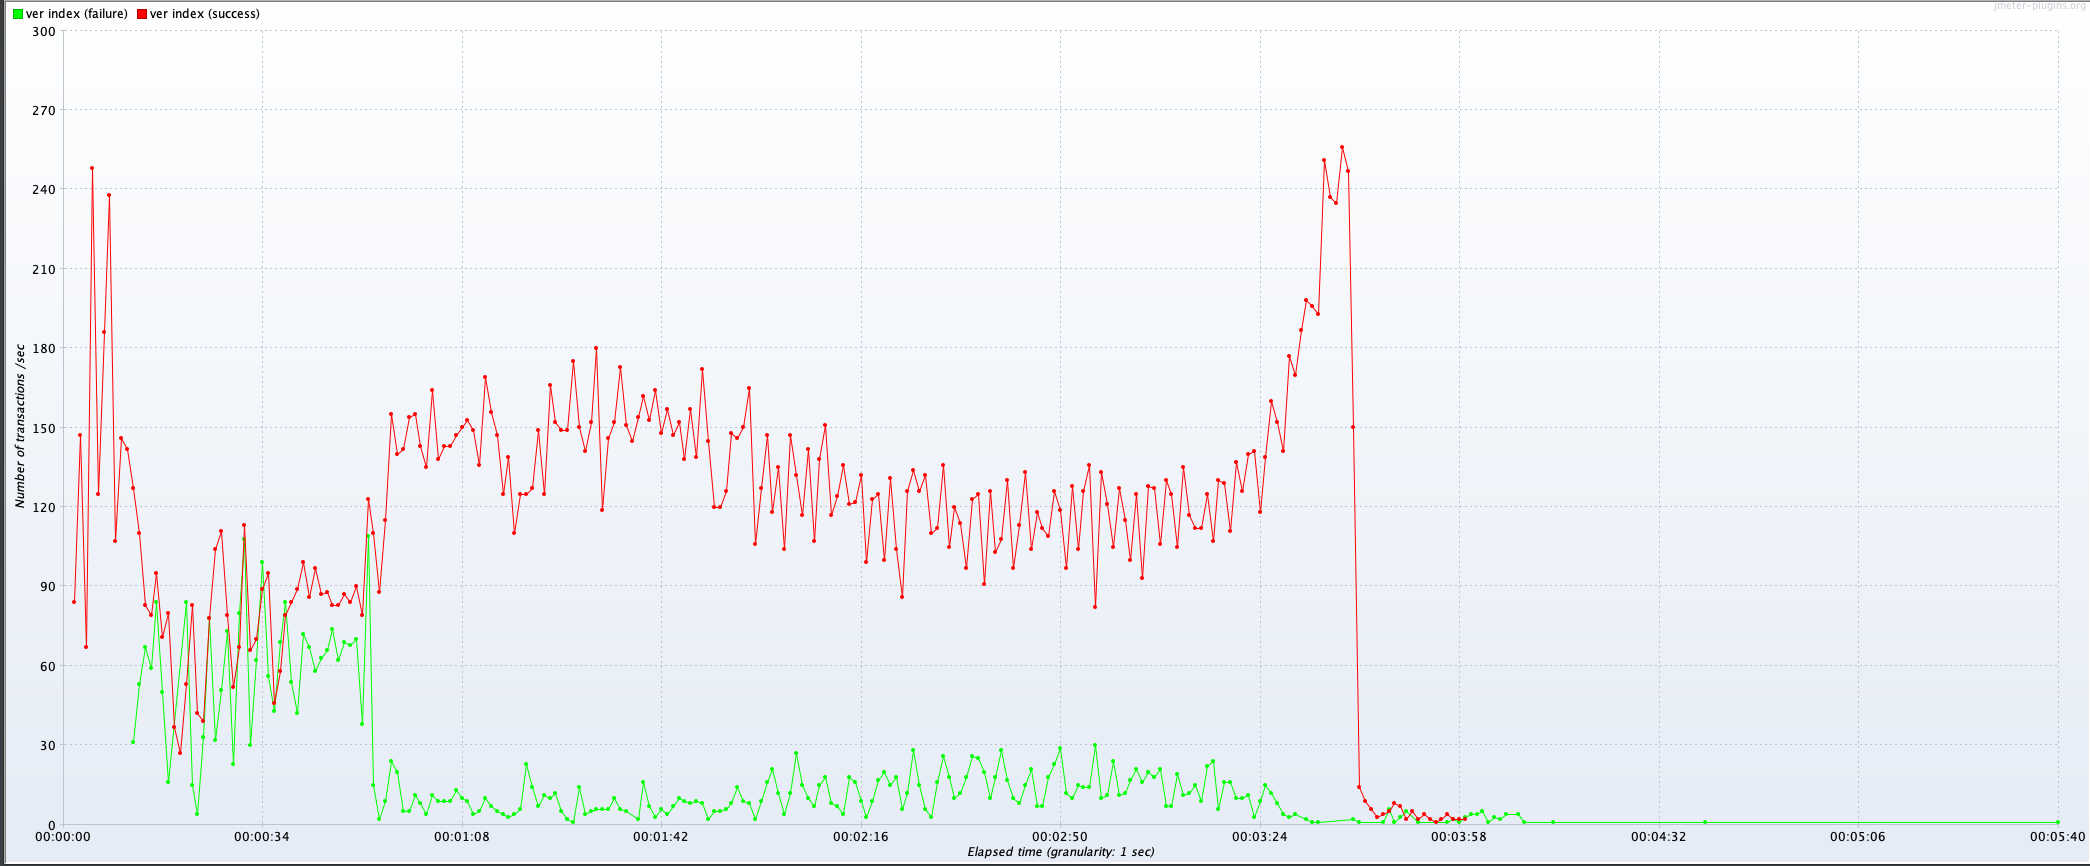 jmeter-plugins.org
ver index (failure) ver index (success)
300
270
240
210
180
150
120
90
60
30
0
Number of transactions /sec
00:00:00 00:00:34 00:01:08 00:01:42 00:02:16 00:02:50 00:03:24 00:03:58 00:04:32 00:05:06 00:05:40
Elapsed time (granularity: 1 sec)